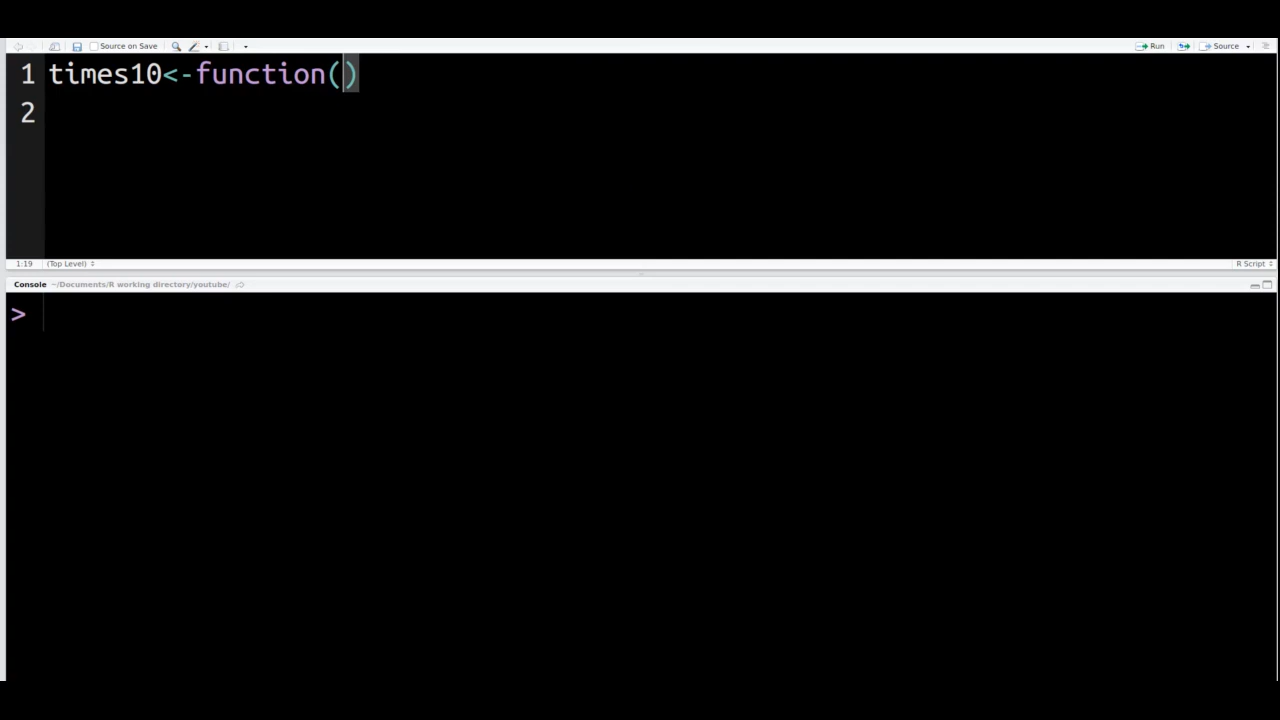 Source on Save Run Source
1 times10<-function()
2
1:19 (Top Level) R Script
Console ~/Documents/R working directory/youtube/
>